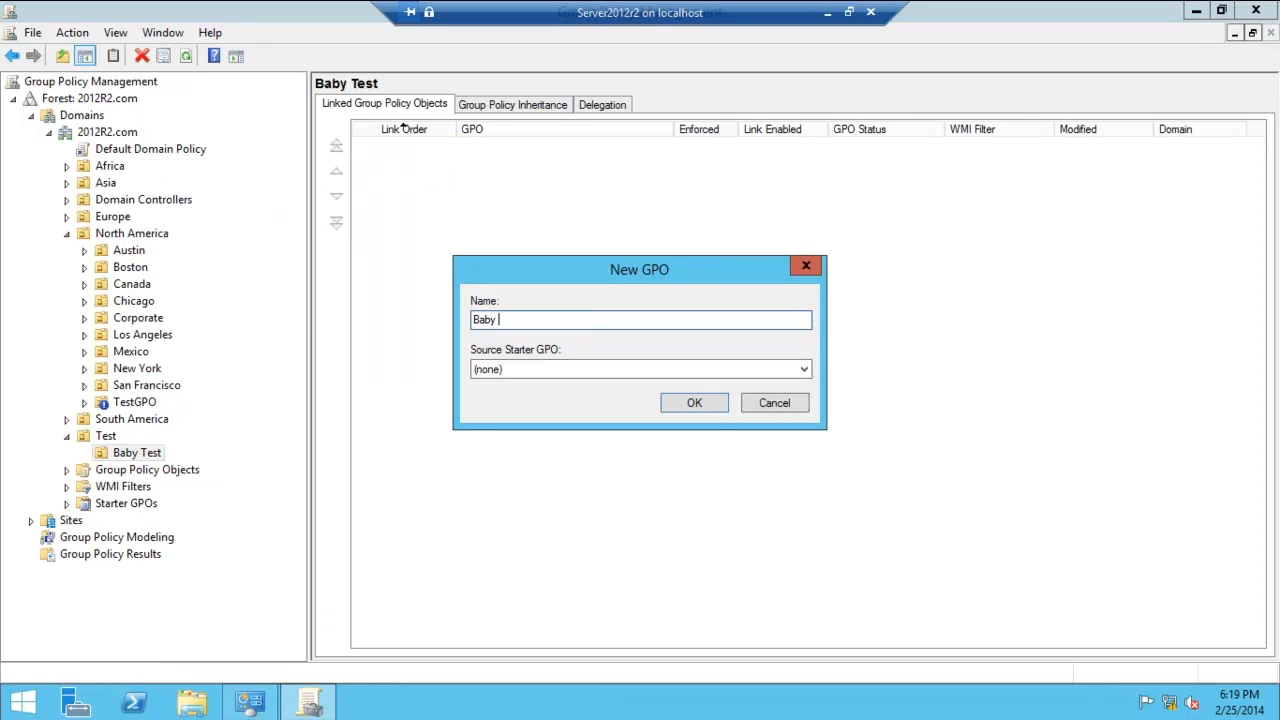 Server2012r2 on localhost
File Action View Window Help
Group Policy Management
Forest: 2012R2.com
Domains
2012R2.com
Default Domain Policy
Africa
Asia
Domain Controllers
Europe
North America
Austin
Boston
Canada
Chicago
Corporate
Los Angeles
Mexico
New York
San Francisco
TestGPO
South America
Test
Baby Test
Group Policy Objects
WMI Filters
Starter GPOs
Sites
Group Policy Modeling
Group Policy Results
Baby Test
Linked Group Policy Objects Group Policy Inheritance Delegation
Link Order GPO Enforced Link Enabled GPO Status WMI Filter Modified Domain
New GPO
Name:
Baby
Source Starter GPO:
(none)
OK Cancel
6:19 PM
2/25/2014